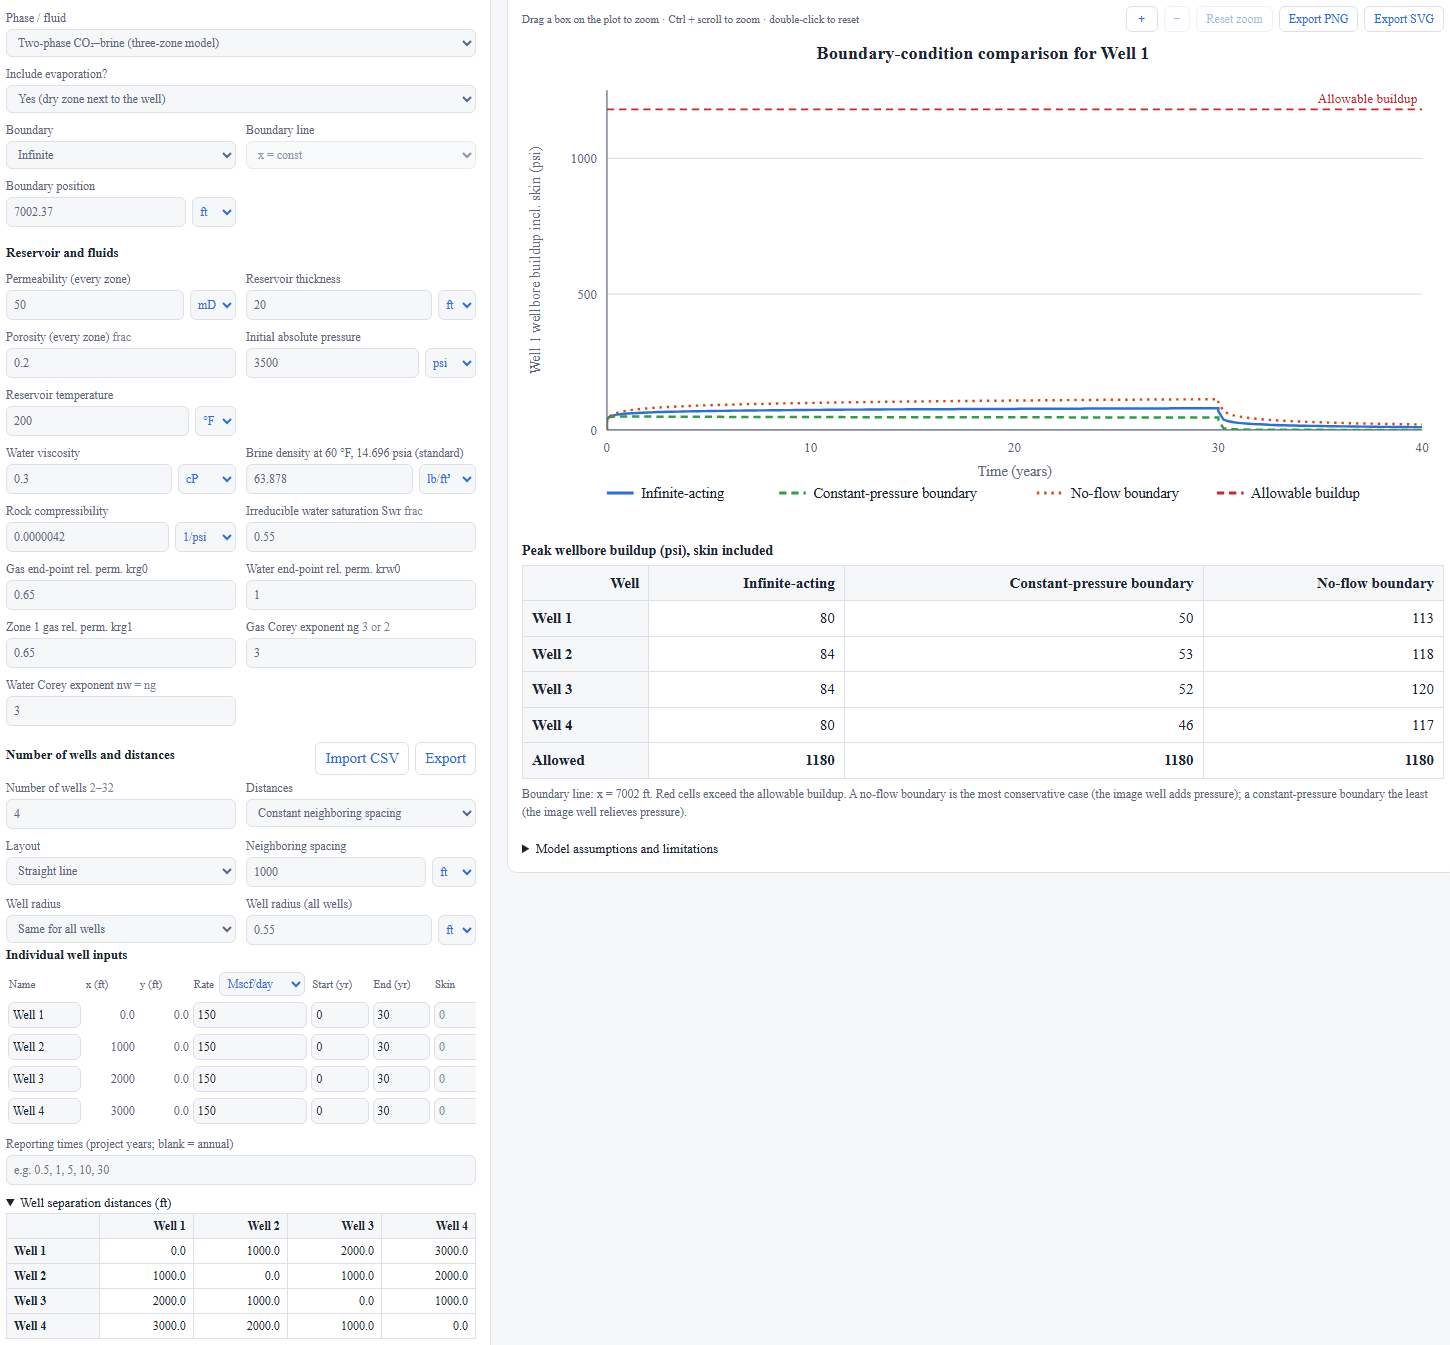 Phase / fluid
Two-phase CO₂–brine (three-zone model)
Include evaporation?
Yes (dry zone next to the well)
Boundary
Boundary line
Infinite
x = const
Boundary position
7002.37
ft
Reservoir and fluids
Permeability (every zone)
Reservoir thickness
50
mD
20
ft
Porosity (every zone) frac
Initial absolute pressure
0.2
3500
psi
Reservoir temperature
200
°F
Water viscosity
Brine density at 60 °F, 14.696 psia (standard)
0.3
cP
63.878
lb/ft³
Rock compressibility
Irreducible water saturation Swr frac
0.0000042
1/psi
0.55
Gas end-point rel. perm. krg0
Water end-point rel. perm. krw0
0.65
1
Zone 1 gas rel. perm. krg1
Gas Corey exponent ng 3 or 2
0.65
3
Water Corey exponent nw = ng
3
Number of wells and distances
Import CSV
Export
Number of wells 2–32
Distances
4
Constant neighboring spacing
Layout
Neighboring spacing
Straight line
1000
ft
Well radius
Well radius (all wells)
Same for all wells
0.55
ft
Individual well inputs
Name x (ft) y (ft) Rate Mscf/day Start (yr) End (yr) Skin
Well 1 0.0 0.0 150 0 30 0
Well 2 1000 0.0 150 0 30 0
Well 3 2000 0.0 150 0 30 0
Well 4 3000 0.0 150 0 30 0
Reporting times (project years; blank = annual)
e.g. 0.5, 1, 5, 10, 30
▼ Well separation distances (ft)
Well 1 Well 2 Well 3 Well 4
Well 1 0.0 1000.0 2000.0 3000.0
Well 2 1000.0 0.0 1000.0 2000.0
Well 3 2000.0 1000.0 0.0 1000.0
Well 4 3000.0 2000.0 1000.0 0.0
Drag a box on the plot to zoom · Ctrl + scroll to zoom · double-click to reset
+
−
Reset zoom
Export PNG
Export SVG
Boundary-condition comparison for Well 1
Allowable buildup
Well 1 wellbore buildup incl. skin (psi)
1000
500
0
0 10 20 30 40
Time (years)
Infinite-acting
Constant-pressure boundary
No-flow boundary
Allowable buildup
Peak wellbore buildup (psi), skin included
Well Infinite-acting Constant-pressure boundary No-flow boundary
Well 1 80 50 113
Well 2 84 53 118
Well 3 84 52 120
Well 4 80 46 117
Allowed 1180 1180 1180
Boundary line: x = 7002 ft. Red cells exceed the allowable buildup. A no-flow boundary is the most conservative case (the image well adds pressure); a constant-pressure boundary the least
(the image well relieves pressure).
▶ Model assumptions and limitations